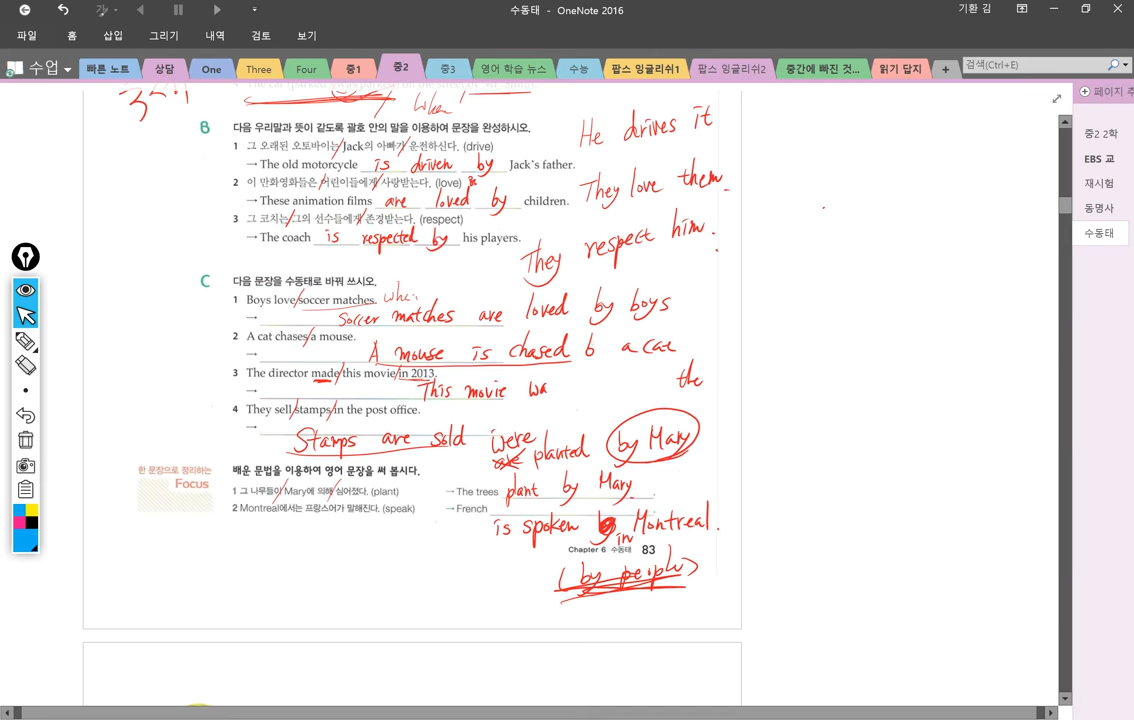 수동태 - OneNote 2016
기환 김
파일 홈 삽입 그리기 내역 검토 보기
수업 빠른 노트 상담 One Three Four 중1 중2 중3 영어 학습 뉴스 수능 팝스 잉글리쉬1 팝스 잉글리쉬2 중간에 빠진 것... 읽기 답지 + 검색(Ctrl+E)
페이지 추
중2 2학
EBS 교
재시험
동명사
수동태
When
B 다음 우리말과 뜻이 같도록 괄호 안의 말을 이용하여 문장을 완성하시오.
He drives it
1 그 오래된 오토바이는 Jack의 아빠가 운전하신다. (drive)
→ The old motorcycle is driven by Jack's father.
2 이 만화영화들은 어린이들에게 사랑받는다. (love)
They love them.
→ These animation films are loved by children.
3 그 코치는 그의 선수들에게 존경받는다. (respect)
→ The coach is respected by his players.
They respect him.
C 다음 문장을 수동태로 바꿔 쓰시오.
1 Boys love soccer matches.
→ Soccer matches are loved by boys
2 A cat chases a mouse.
→ A mouse is chased b a cat
3 The director made this movie in 2013.
→ This movie wa the
4 They sell stamps in the post office.
→ Stamps are sold
were planted by Mary
한 문장으로 정리하는
Focus
배운 문법을 이용하여 영어 문장을 써 봅시다.
1 그 나무들이 Mary에 의해 심어졌다. (plant) → The trees plant by Mary
2 Montreal에서는 프랑스어가 말해진다. (speak) → French
is spoken in Montreal.
Chapter 6 수동태 83
(by people)